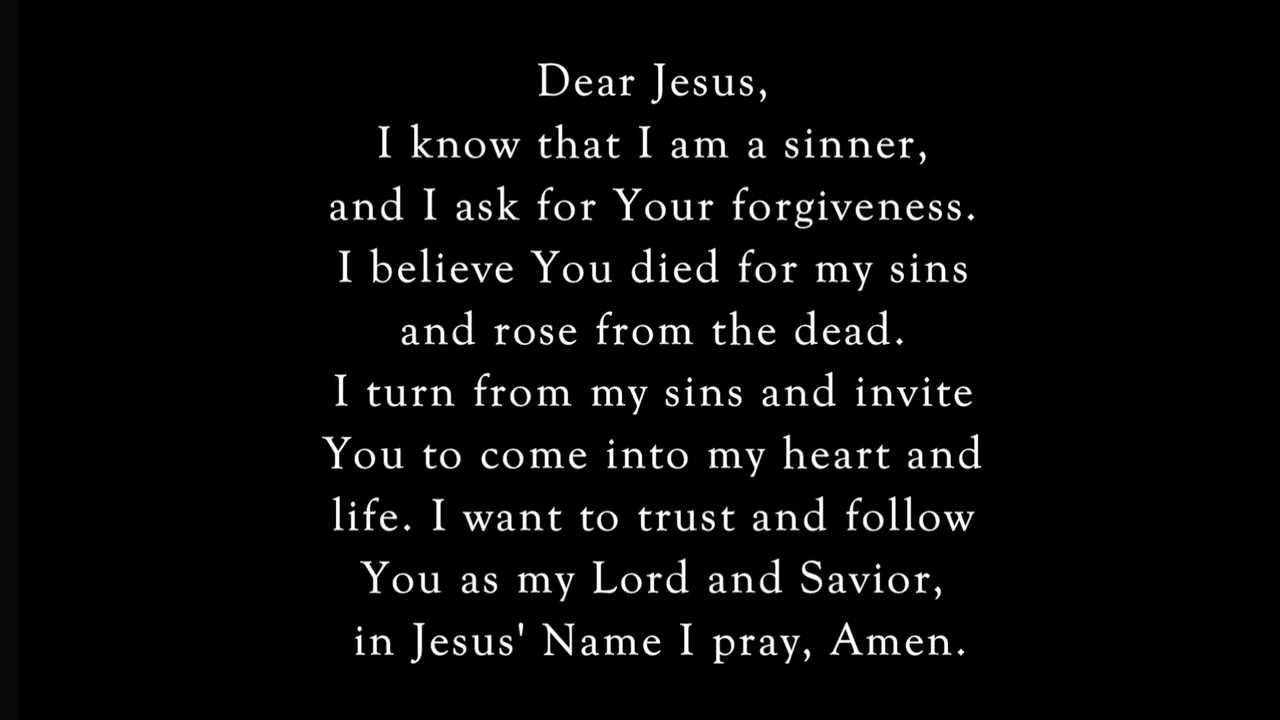 Dear Jesus,
I know that I am a sinner,
and I ask for Your forgiveness.
I believe You died for my sins
and rose from the dead.
I turn from my sins and invite
You to come into my heart and
life. I want to trust and follow
You as my Lord and Savior,
in Jesus' Name I pray, Amen.